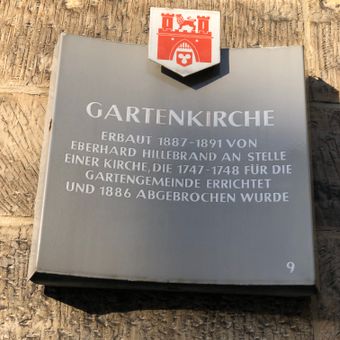 GARTENKIRCHE
ERBAUT 1887-1891 VON
EBERHARD HILLEBRAND AN STELLE
EINER KIRCHE, DIE 1747-1748 FÜR DIE
GARTENGEMEINDE ERRICHTET
UND 1886 ABGEBROCHEN WURDE
9